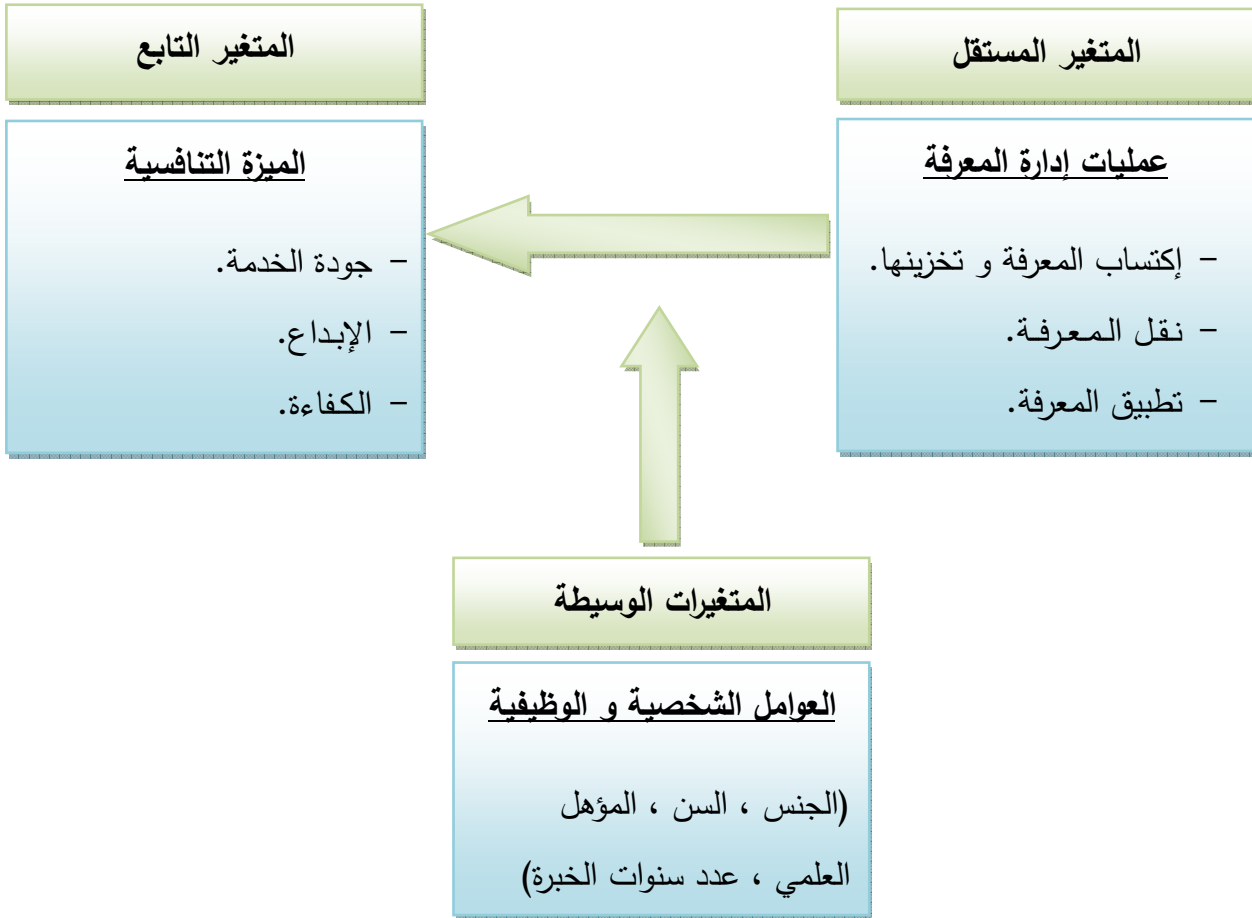 المتغير المستقل
عمليات إدارة المعرفة
- إكتساب المعرفة و تخزينها.
- نقل المعرفة.
- تطبيق المعرفة.
المتغير التابع
الميزة التنافسية
- جودة الخدمة.
- الإبداع.
- الكفاءة.
المتغيرات الوسيطة
العوامل الشخصية و الوظيفية
(الجنس ، السن ، المؤهل
العلمي ، عدد سنوات الخبرة)